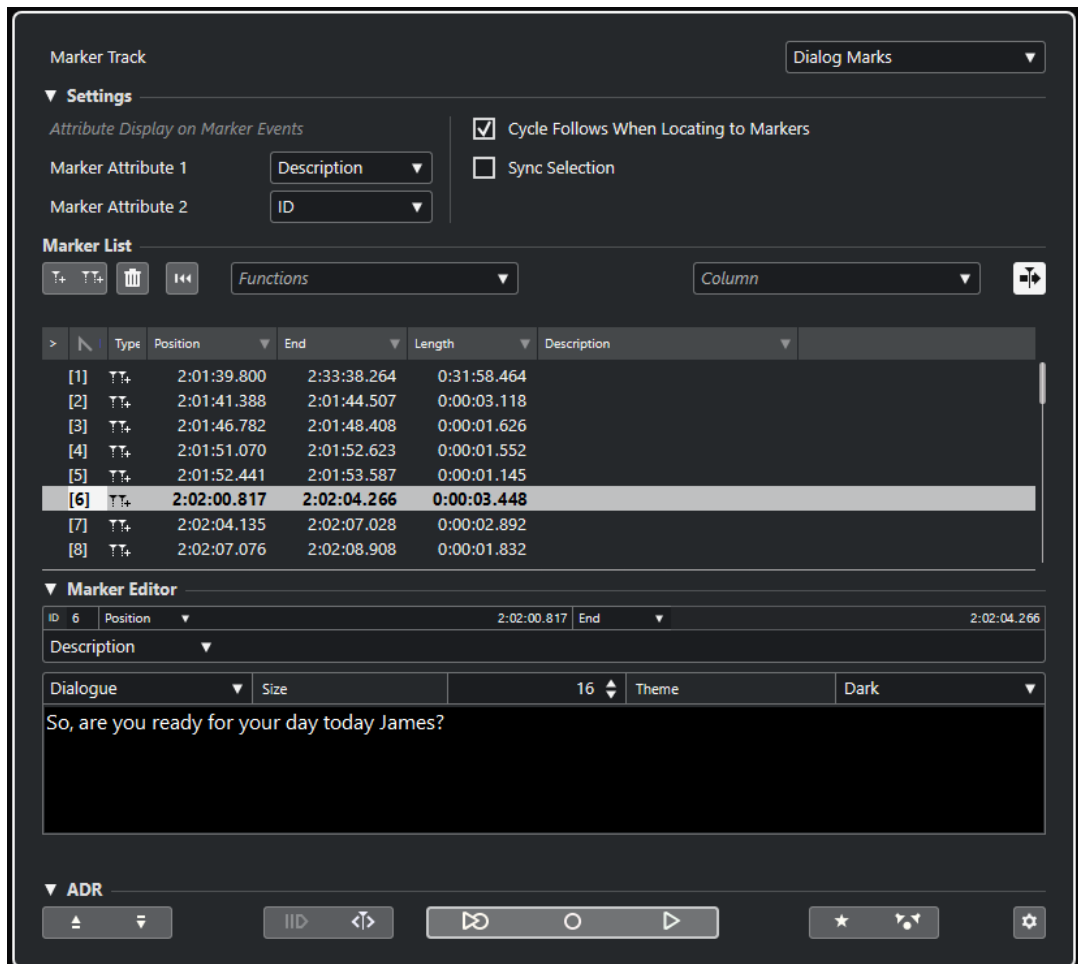 Marker Track Dialog Marks
Settings
Attribute Display on Marker Events Cycle Follows When Locating to Markers
Marker Attribute 1 Description Sync Selection
Marker Attribute 2 ID
Marker List
Functions Column
> Type Position End Length Description
[1] 2:01:39.800 2:33:38.264 0:31:58.464
[2] 2:01:41.388 2:01:44.507 0:00:03.118
[3] 2:01:46.782 2:01:48.408 0:00:01.626
[4] 2:01:51.070 2:01:52.623 0:00:01.552
[5] 2:01:52.441 2:01:53.587 0:00:01.145
[6] 2:02:00.817 2:02:04.266 0:00:03.448
[7] 2:02:04.135 2:02:07.028 0:00:02.892
[8] 2:02:07.076 2:02:08.908 0:00:01.832
Marker Editor
ID 6 Position 2:02:00.817 End 2:02:04.266
Description
Dialogue Size 16 Theme Dark
So, are you ready for your day today James?
ADR